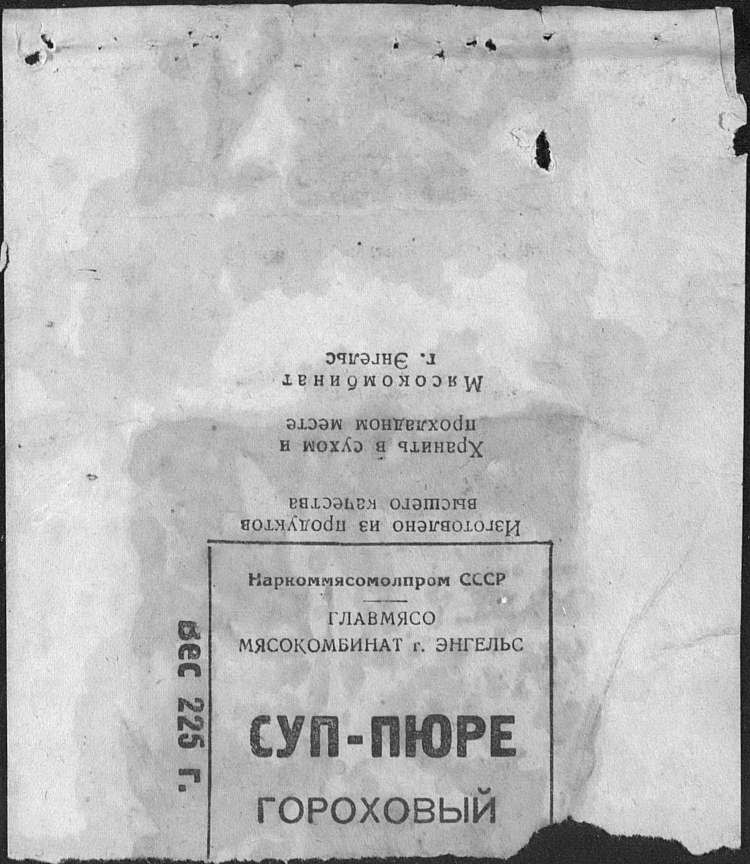 Наркоммясомолпром СССР
ГЛАВМЯСО
МЯСОКОМБИНАТ г. ЭНГЕЛЬС
СУП-ПЮРЕ
ГОРОХОВЫЙ
вес 225 г.
Изготовлено из продуктов
высшего качества
Хранить в сухом и
прохладном месте
Мясокомбинат
г. Энгельс